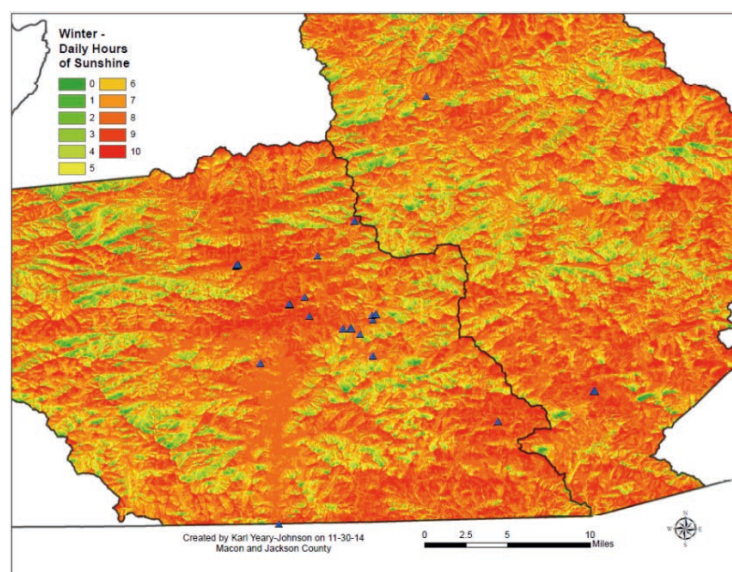 Winter -
Daily Hours
of Sunshine
0 6
1 7
2 8
3 9
4 10
5
N
W E
S
Created by Karl Yeary-Johnson on 11-30-14
Macon and Jackson County
0 2.5 5 10
Miles